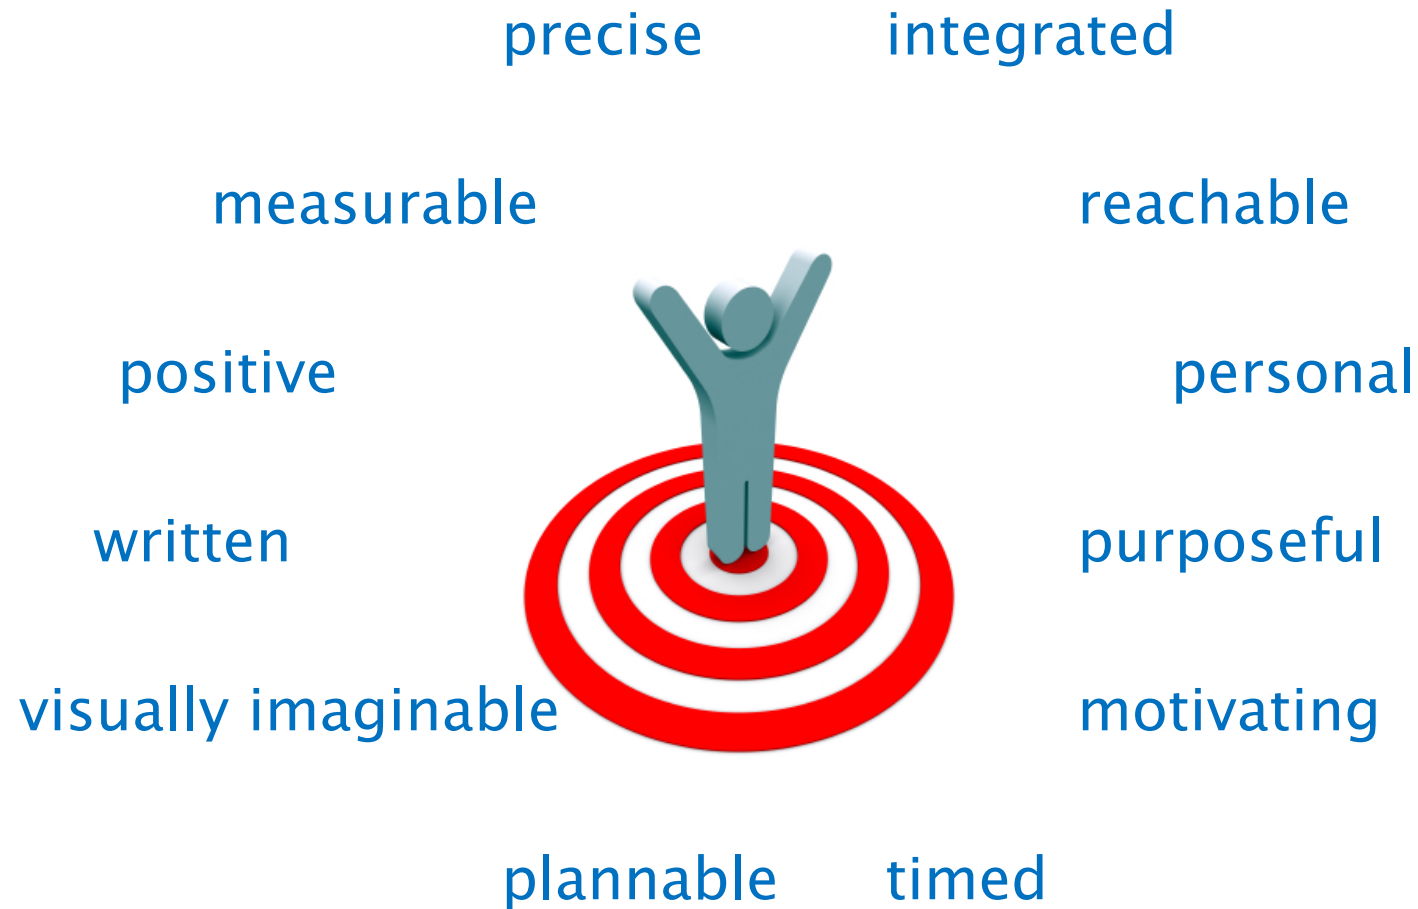 precise integrated
measurable reachable
positive personal
written purposeful
visually imaginable motivating
plannable timed